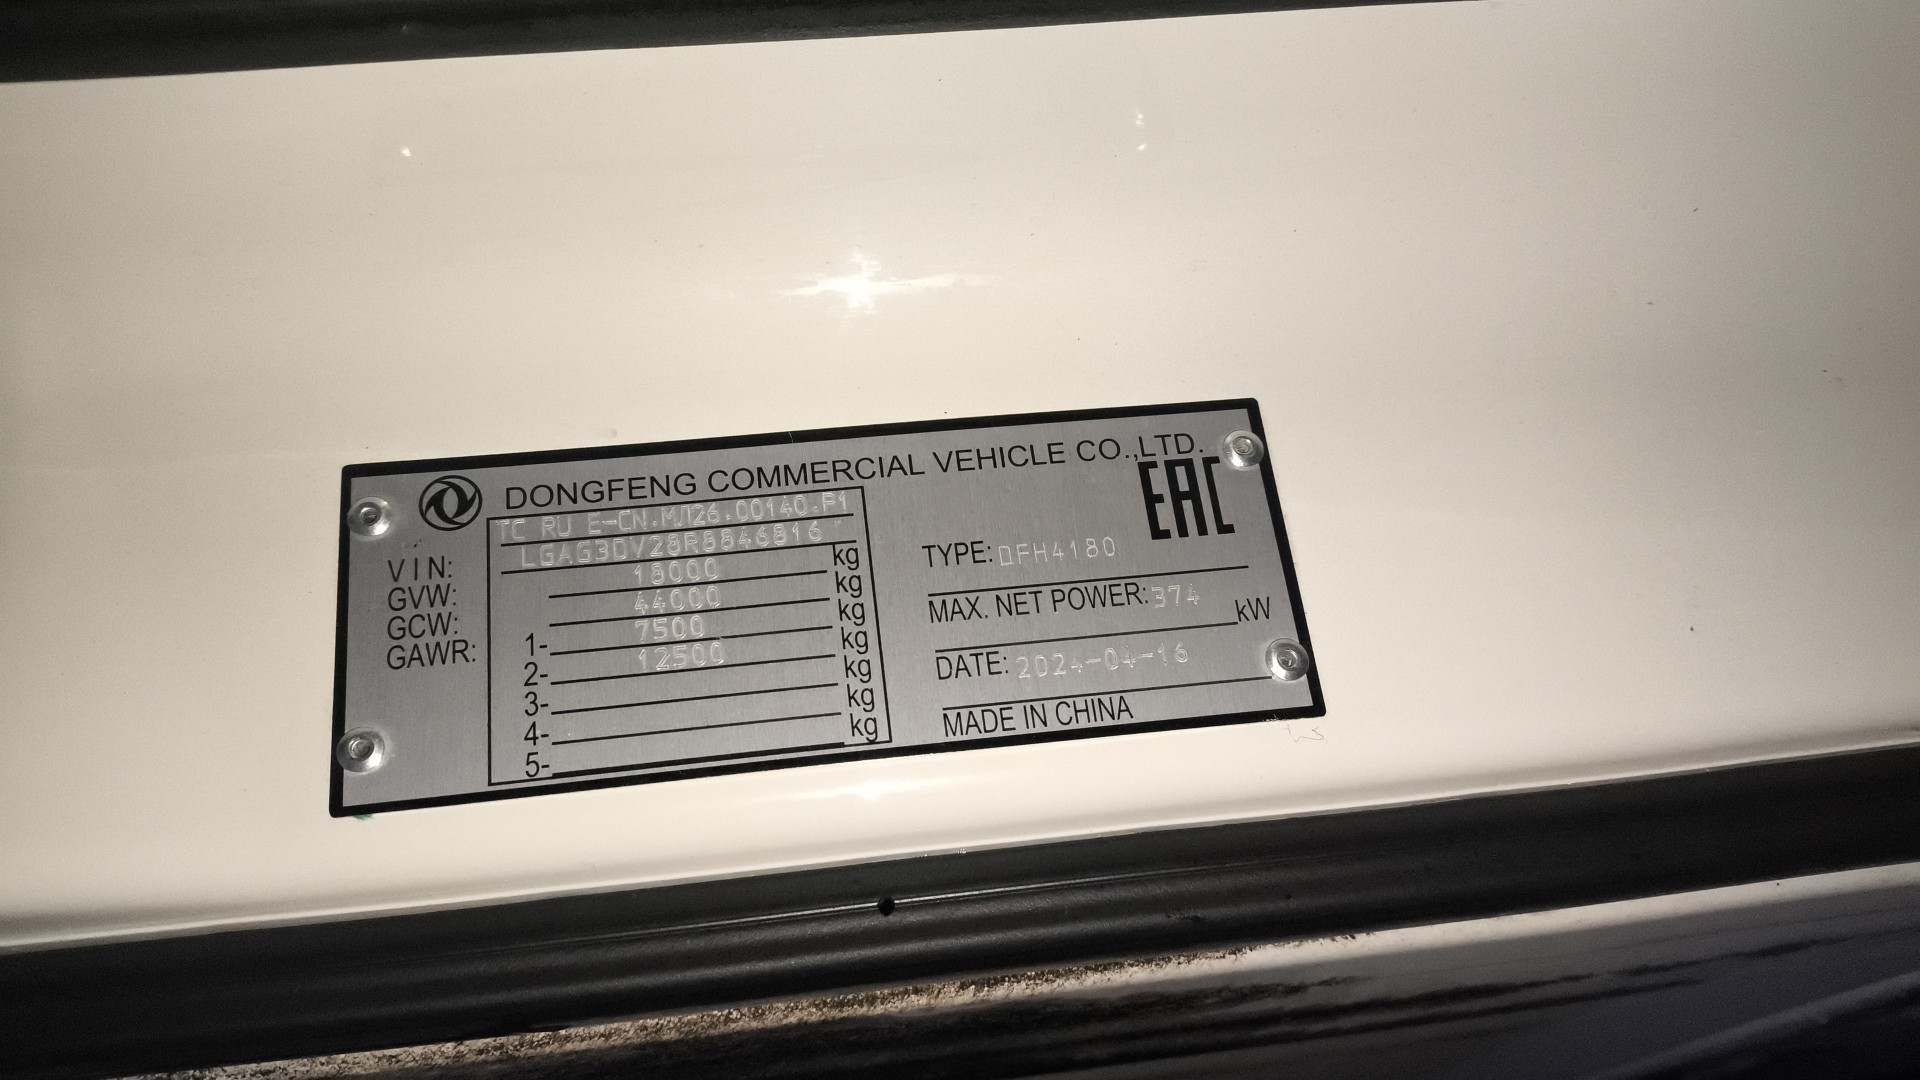 DONGFENG COMMERCIAL VEHICLE CO.,LTD.
EAC
TC RU E-CN.MJ126.00140.P1
VIN: LGAG3DV28R8846816
GVW: 18000 kg
GCW: 44000 kg
GAWR: 1- 7500 kg
2- 12500 kg
3- kg
4- kg
5- kg
TYPE: DFH4180
MAX. NET POWER: 374 kW
DATE: 2024-04-16
MADE IN CHINA